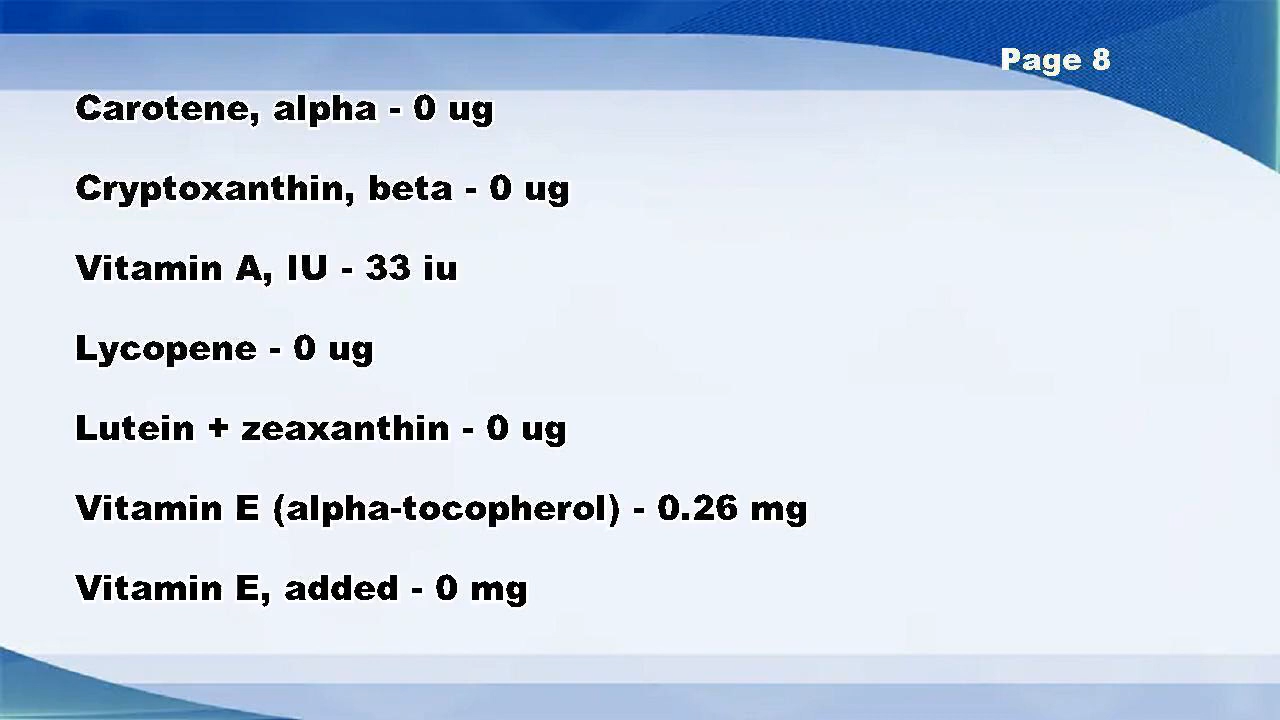 Page 8
Carotene, alpha - 0 ug
Cryptoxanthin, beta - 0 ug
Vitamin A, IU - 33 iu
Lycopene - 0 ug
Lutein + zeaxanthin - 0 ug
Vitamin E (alpha-tocopherol) - 0.26 mg
Vitamin E, added - 0 mg